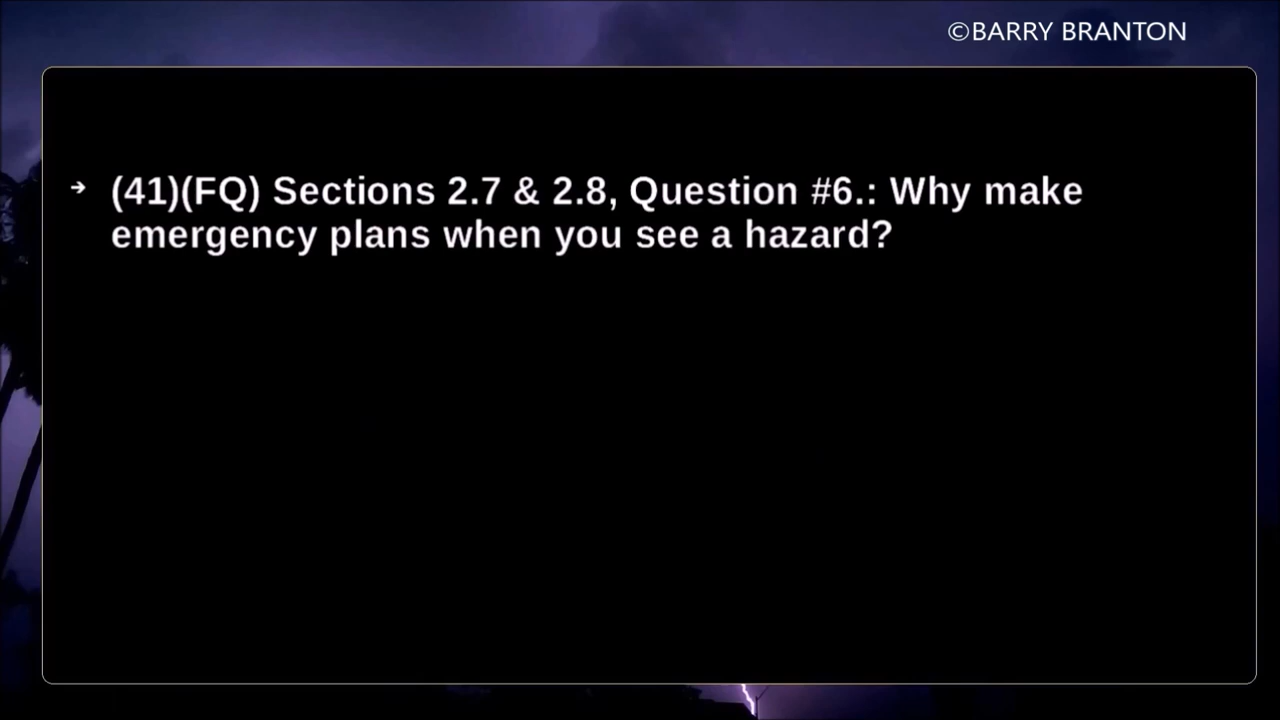 ©BARRY BRANTON
➔ (41)(FQ) Sections 2.7 & 2.8, Question #6.: Why make
emergency plans when you see a hazard?